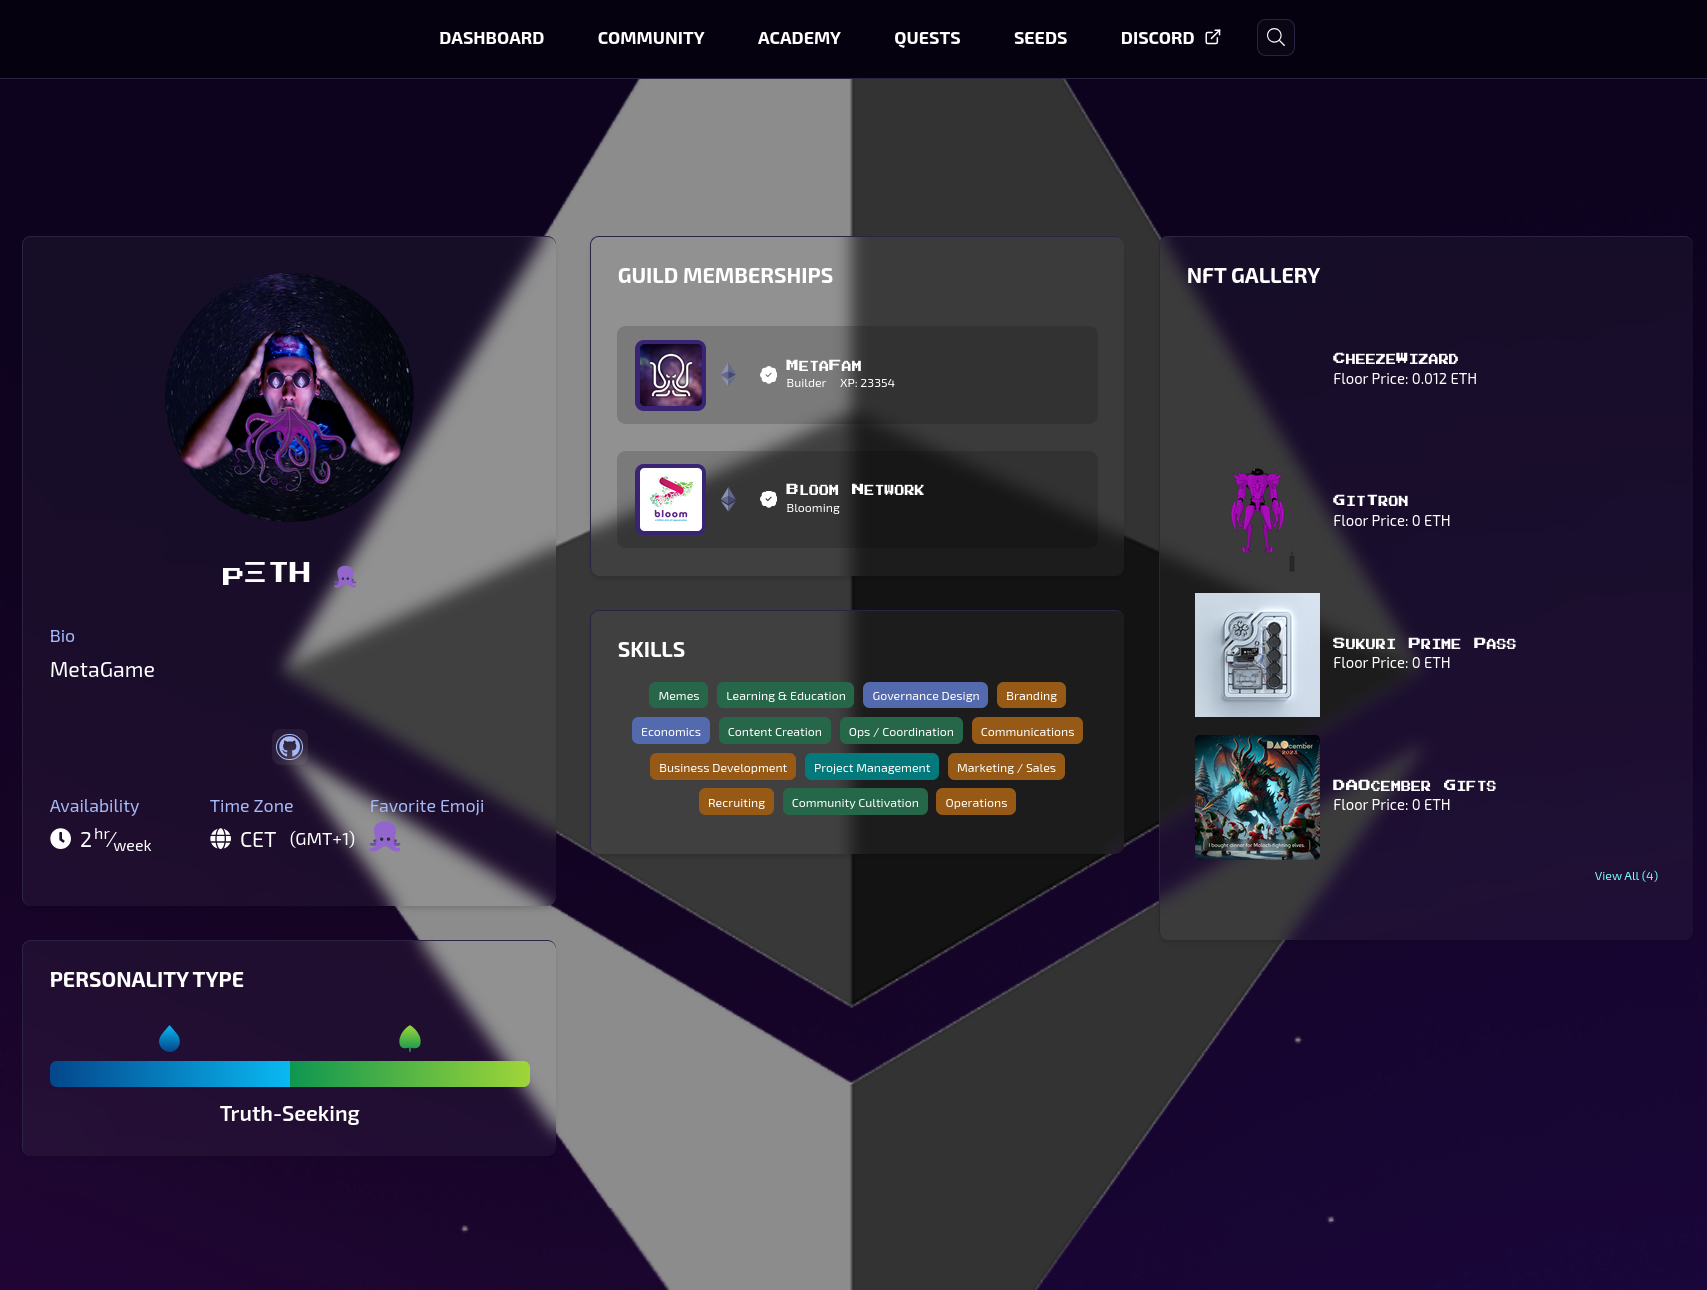 DASHBOARD COMMUNITY ACADEMY QUESTS SEEDS DISCORD
pΞTH
Bio
MetaGame
Availability Time Zone Favorite Emoji
2 hr/week CET (GMT+1)
PERSONALITY TYPE
Truth-Seeking
GUILD MEMBERSHIPS
MetaFam
Builder XP: 23354
bloom
Bloom Network
Blooming
SKILLS
Memes Learning & Education Governance Design Branding
Economics Content Creation Ops / Coordination Communications
Business Development Project Management Marketing / Sales
Recruiting Community Cultivation Operations
NFT GALLERY
CheezeWizard
Floor Price: 0.012 ETH
GitTron
Floor Price: 0 ETH
Sukuri Prime Pass
Floor Price: 0 ETH
DAOcember
2023
I bought dinner for Moloch-fighting elves.
DAOcember Gifts
Floor Price: 0 ETH
View All (4)